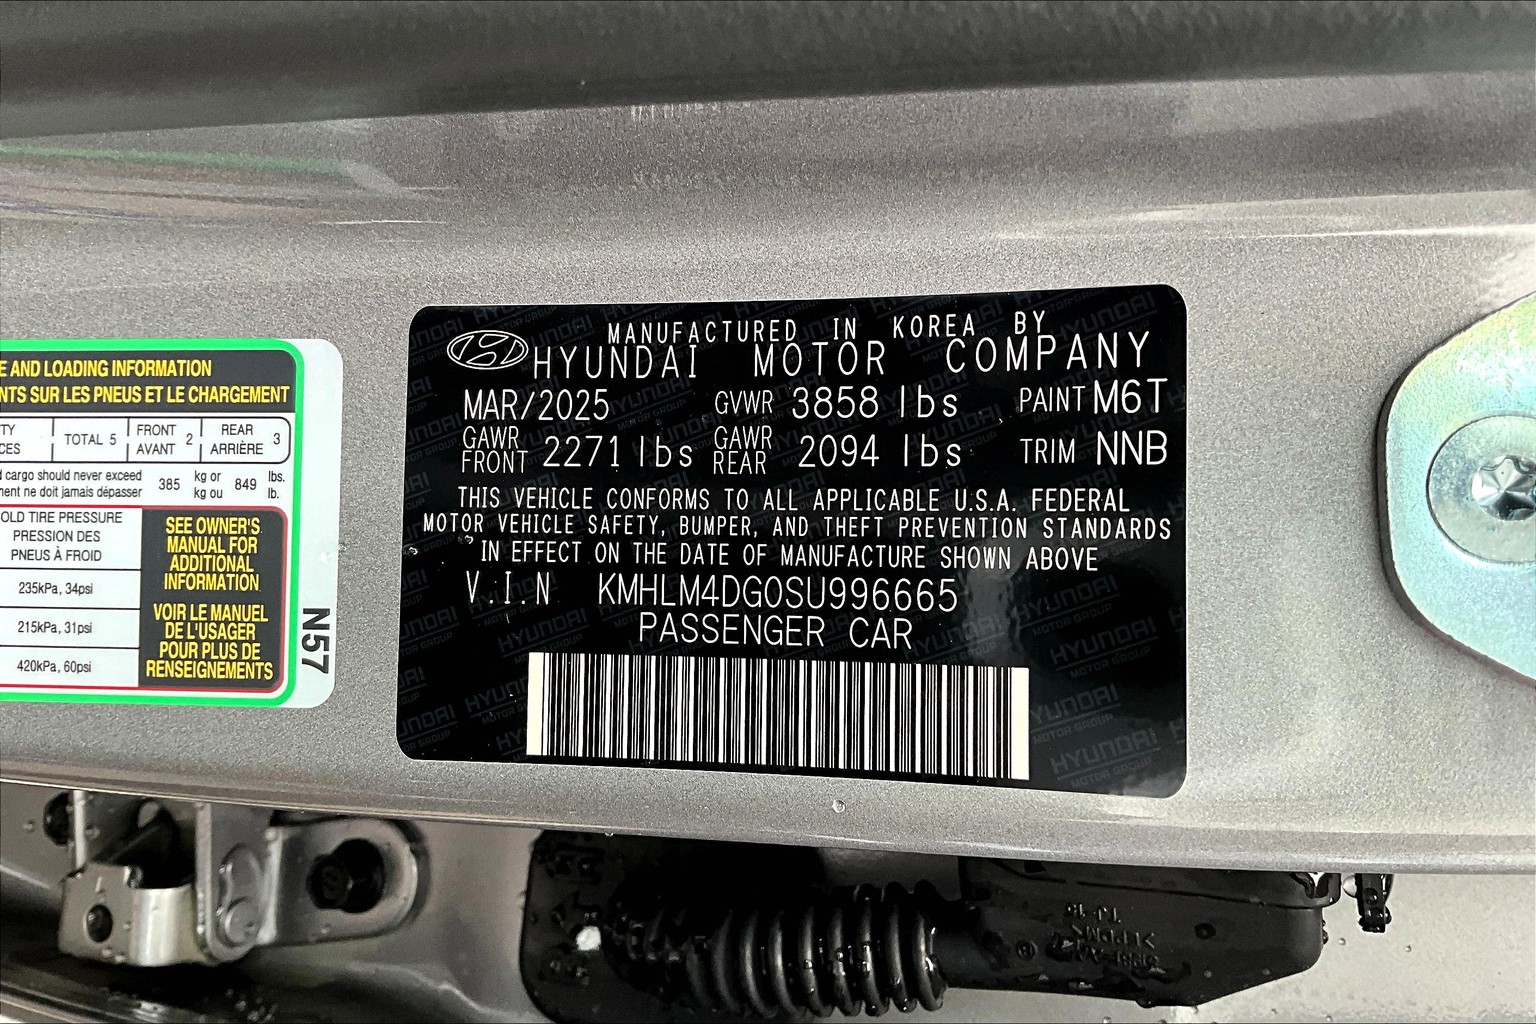 E AND LOADING INFORMATION
NTS SUR LES PNEUS ET LE CHARGEMENT
TY
CES
TOTAL 5
FRONT
AVANT 2
REAR
ARRIÈRE 3
d cargo should never exceed
ment ne doit jamais dépasser
385
kg or
kg ou
849
lbs.
lb.
OLD TIRE PRESSURE
PRESSION DES
PNEUS À FROID
235kPa, 34psi
215kPa, 31psi
420kPa, 60psi
SEE OWNER'S
MANUAL FOR
ADDITIONAL
INFORMATION
VOIR LE MANUEL
DE L'USAGER
POUR PLUS DE
RENSEIGNEMENTS
N57
MANUFACTURED IN KOREA BY
HYUNDAI MOTOR COMPANY
MAR/2025 GVWR 3858 lbs PAINT M6T
GAWR FRONT 2271 lbs GAWR REAR 2094 lbs TRIM NNB
THIS VEHICLE CONFORMS TO ALL APPLICABLE U.S.A. FEDERAL
MOTOR VEHICLE SAFETY, BUMPER, AND THEFT PREVENTION STANDARDS
IN EFFECT ON THE DATE OF MANUFACTURE SHOWN ABOVE
V.I.N KMHLM4DG0SU996665
PASSENGER CAR
HYUNDAI
MOTOR GROUP